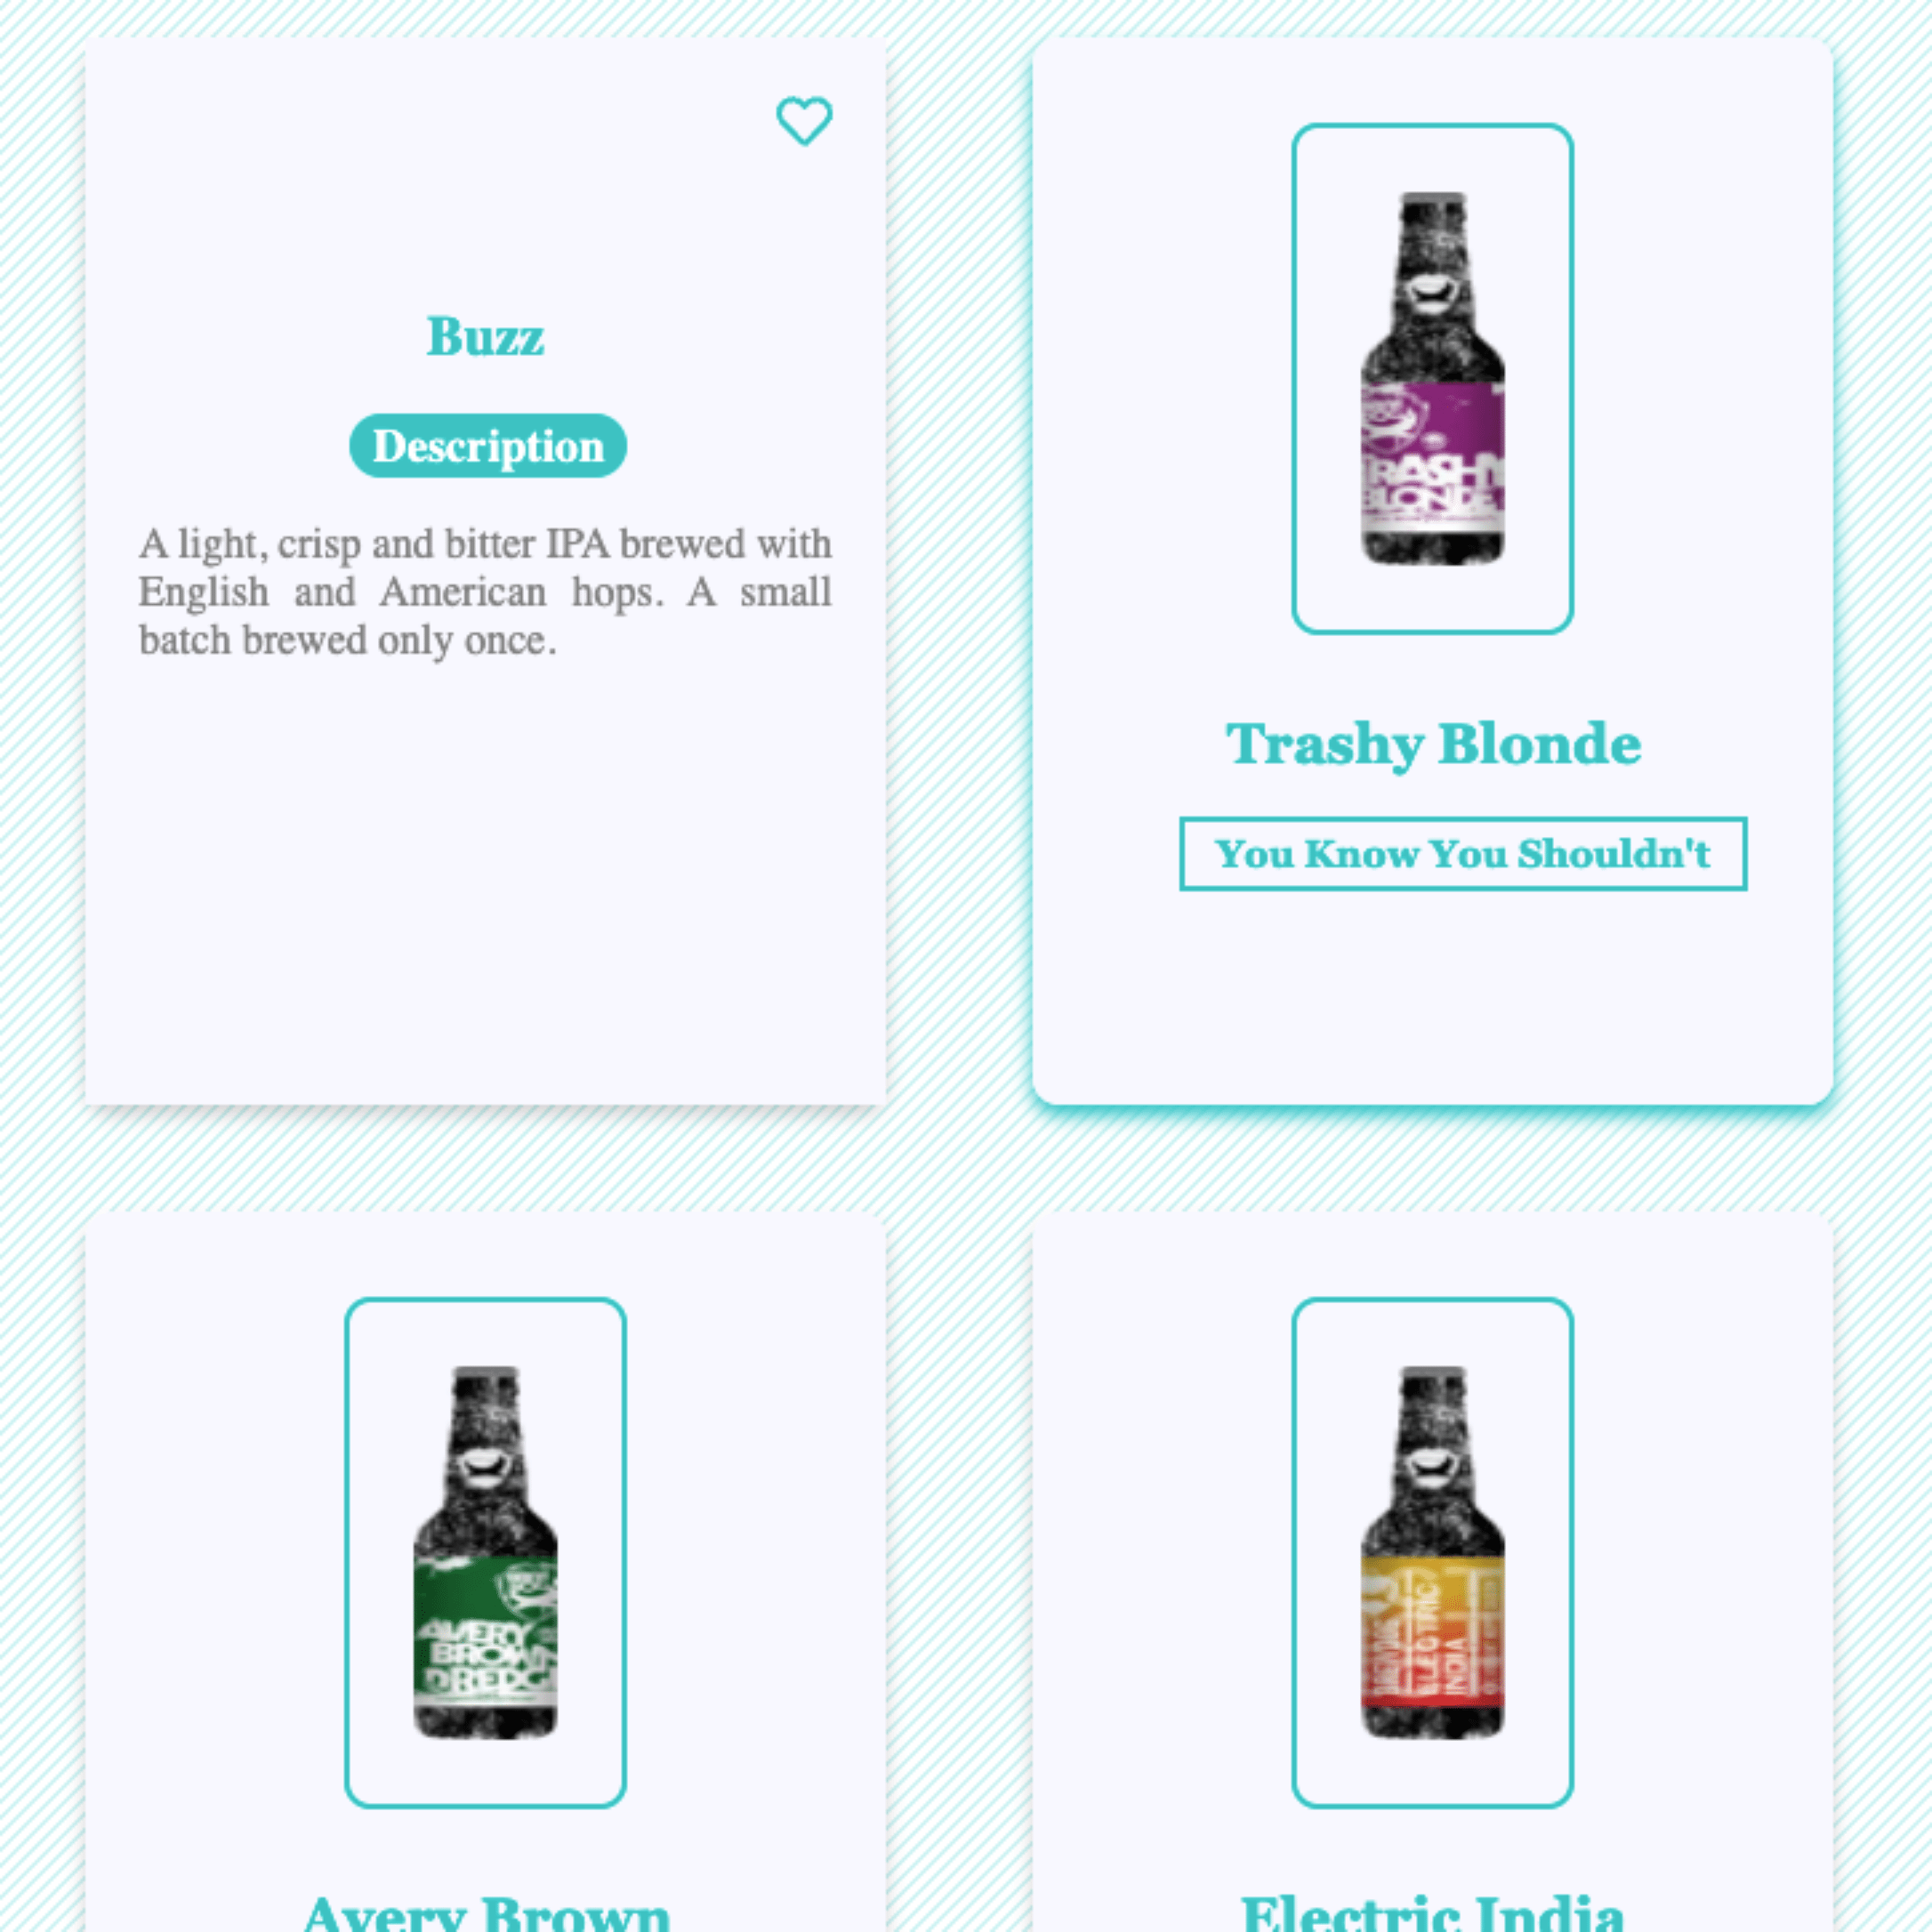 Buzz
Description
A light, crisp and bitter IPA brewed with
English and American hops. A small
batch brewed only once.
TRASHY
BLONDE
Trashy Blonde
You Know You Shouldn't
AVERY
BROWN
DREDGE
ELECTRIC
INDIA
Avery Brown
Electric India